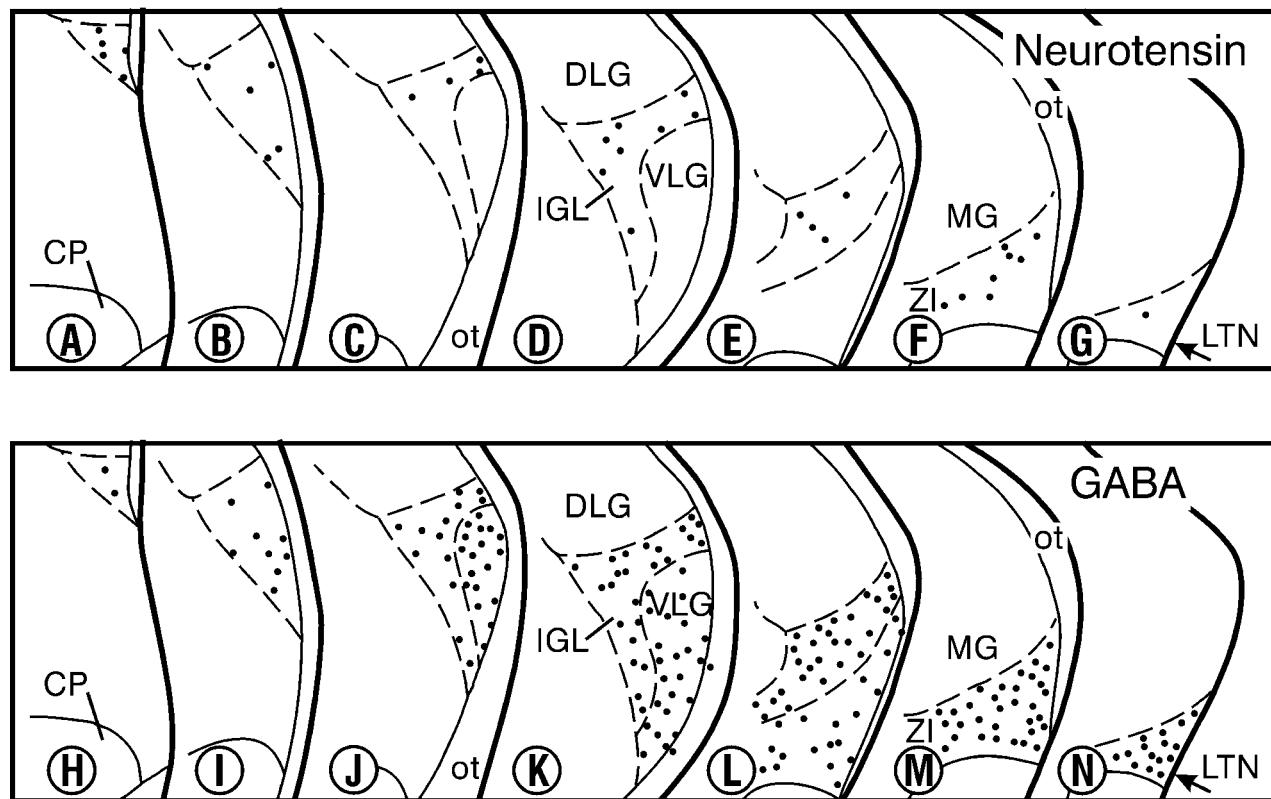 Neurotensin
DLG
ot
VLG
IGL
MG
CP
ZI
A
B
C
ot
D
E
F
G
LTN
GABA
DLG
ot
VLG
IGL
MG
CP
ZI
H
I
J
ot
K
L
M
N
LTN